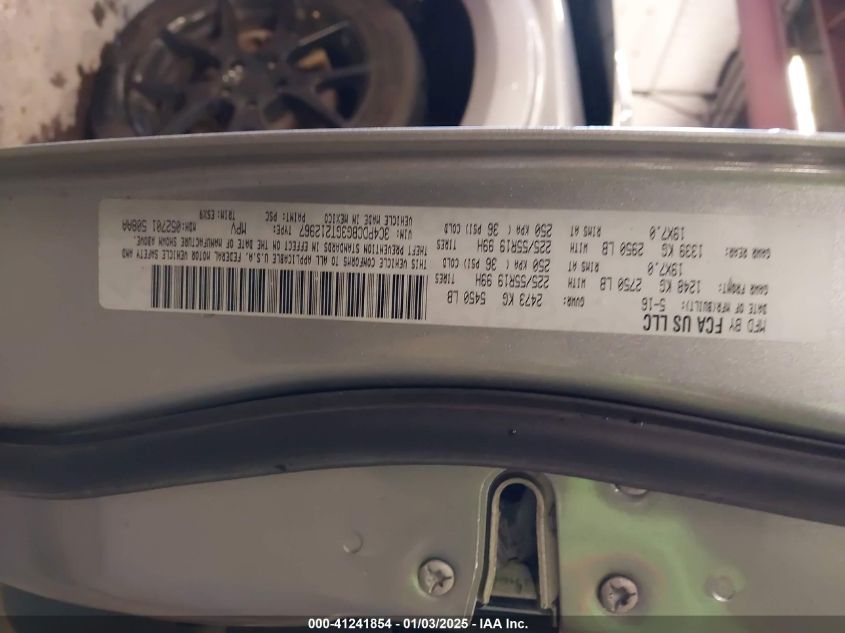 MFD BY FCA US LLC
DATE OF MFR(BUILT): 5-16
GVWR: 2473 KG 5450 LB
GAWR FRONT: 1248 KG 2750 LB WITH 225/55R19 99H TIRES
19X7.0 RIMS AT 250 KPA ( 36 PSI) COLD
GAWR REAR: 1339 KG 2950 LB WITH 225/55R19 99H TIRES
19X7.0 RIMS AT 250 KPA ( 36 PSI) COLD
THIS VEHICLE CONFORMS TO ALL APPLICABLE U.S.A. FEDERAL MOTOR VEHICLE SAFETY AND
THEFT PREVENTION STANDARDS IN EFFECT ON THE DATE OF MANUFACTURE SHOWN ABOVE.
VIN: 3C4PDCBG3GT212967 TYPE: MPV MDH: 052701 508AA
VEHICLE MADE IN MEXICO PAINT: PSC TRIM: E5X9
000-41241854 - 01/03/2025 - IAA Inc.